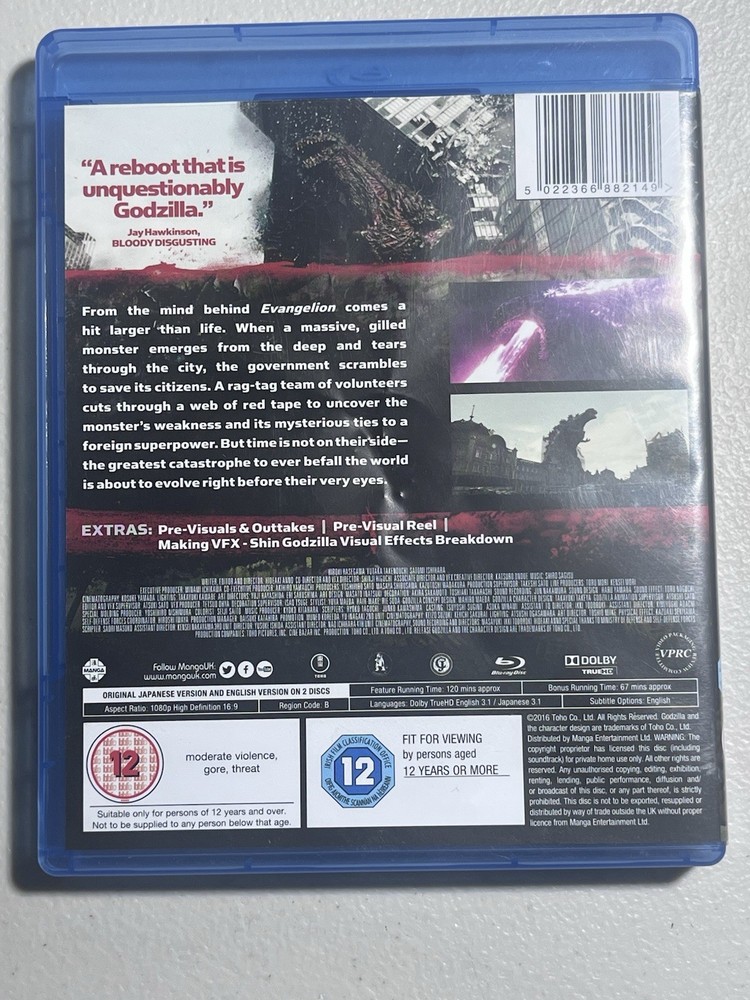 “A reboot that is
unquestionably
Godzilla.”
Jay Hawkinson,
BLOODY DISGUSTING
5 022366 882149
From the mind behind Evangelion comes a
hit larger than life. When a massive, gilled
monster emerges from the deep and tears
through the city, the government scrambles
to save its citizens. A rag-tag team of volunteers
cuts through a web of red tape to uncover the
monster’s weakness and its mysterious ties to a
foreign superpower. But time is not on their side—
the greatest catastrophe to ever befall the world
is about to evolve right before their very eyes.
EXTRAS: Pre-Visuals & Outtakes | Pre-Visual Reel |
Making VFX - Shin Godzilla Visual Effects Breakdown
MANGA
Follow MangaUK:
www.mangauk.com
You Tube
TOHO
Blu-ray Disc
DOLBY
TRUEHD
VIDEO PACKAGING
VPRC
ORIGINAL JAPANESE VERSION AND ENGLISH VERSION ON 2 DISCS
Feature Running Time: 120 mins approx
Bonus Running Time: 67 mins approx
Aspect Ratio: 1080p High Definition 16:9
Region Code: B
Languages: Dolby TrueHD English 3.1 / Japanese 3.1
Subtitle Options: English
12
moderate violence,
gore, threat
Suitable only for persons of 12 years and over.
Not to be supplied to any person below that age.
IRISH FILM CLASSIFICATION OFFICE
12
FIT FOR VIEWING
by persons aged
12 YEARS OR MORE
©2016 Toho Co., Ltd. All Rights Reserved. Godzilla and
the character design are trademarks of Toho Co., Ltd.
Distributed by Manga Entertainment Ltd. WARNING: The
copyright proprietor has licensed this disc (including
soundtrack) for private home use only. All other rights are
reserved. Any unauthorised copying, editing, exhibition,
renting, lending, public performance, diffusion and/
or broadcast of this disc, or any part thereof, is strictly
prohibited. This disc is not to be exported, resupplied or
distributed by way of trade outside the UK without proper
licence from Manga Entertainment Ltd.